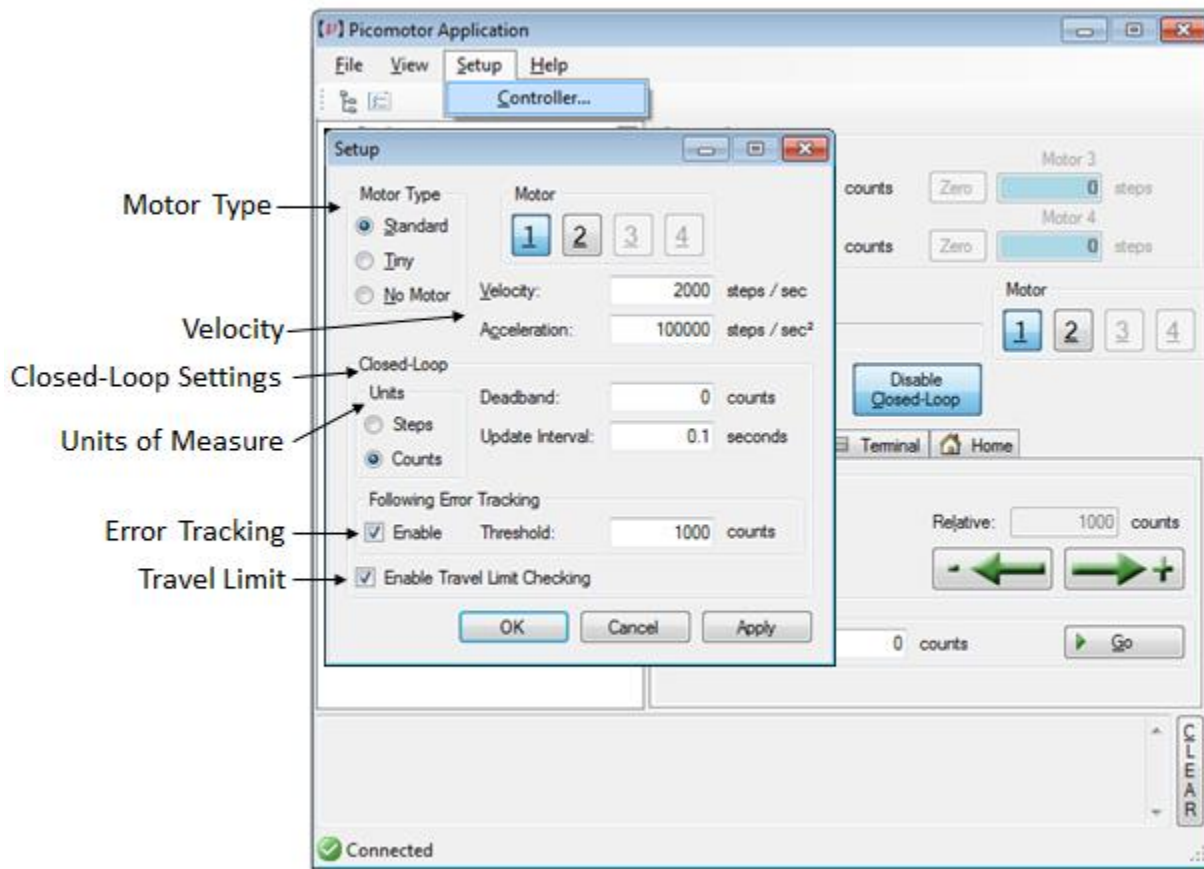 Picomotor Application
File View Setup Help
Controller...
Setup
Motor Type
Motor Type
Standard
Tiny
No Motor
Motor
1 2 3 4
Velocity
Velocity: 2000 steps / sec
Acceleration: 100000 steps / sec²
Closed-Loop Settings
Closed-Loop
Units of Measure
Units
Steps
Counts
Deadband: 0 counts
Update Interval: 0.1 seconds
Error Tracking
Following Error Tracking
Enable Threshold: 1000 counts
Travel Limit
Enable Travel Limit Checking
OK Cancel Apply
Motor 3
counts Zero 0 steps
Motor 4
counts Zero 0 steps
Motor
1 2 3 4
Disable
Closed-Loop
Terminal Home
Relative: 1000 counts
- +
0 counts Go
CLEAR
Connected